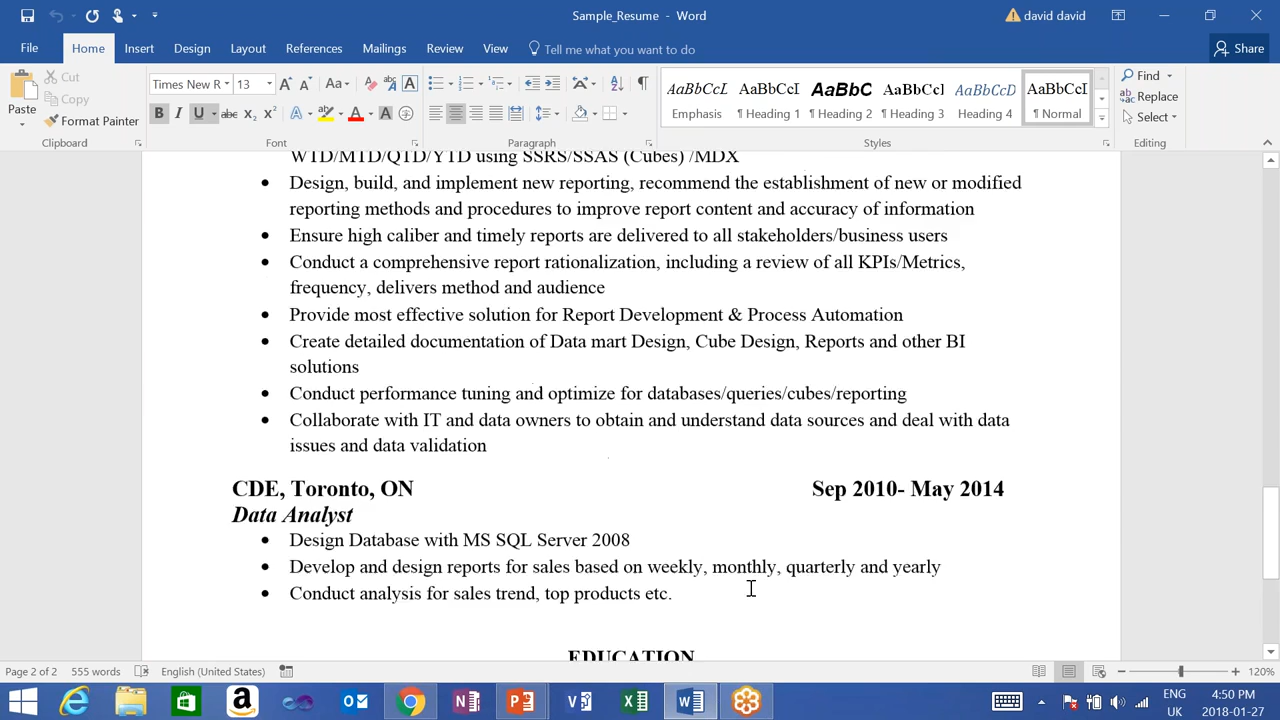 Sample_Resume - Word
david david
File Home Insert Design Layout References Mailings Review View Tell me what you want to do Share
Paste Cut Copy Format Painter
Times New R 13
AaBbCcL AaBbCcI AaBbC AaBbCcI AaBbCcD AaBbCcI
Emphasis ¶ Heading 1 ¶ Heading 2 ¶ Heading 3 Heading 4 ¶ Normal
Find Replace Select
Clipboard Font Paragraph Styles Editing
WTD/MTD/QTD/YTD using SSRS/SSAS (Cubes) /MDX
• Design, build, and implement new reporting, recommend the establishment of new or modified
reporting methods and procedures to improve report content and accuracy of information
• Ensure high caliber and timely reports are delivered to all stakeholders/business users
• Conduct a comprehensive report rationalization, including a review of all KPIs/Metrics,
frequency, delivers method and audience
• Provide most effective solution for Report Development & Process Automation
• Create detailed documentation of Data mart Design, Cube Design, Reports and other BI
solutions
• Conduct performance tuning and optimize for databases/queries/cubes/reporting
• Collaborate with IT and data owners to obtain and understand data sources and deal with data
issues and data validation
CDE, Toronto, ON Sep 2010- May 2014
Data Analyst
• Design Database with MS SQL Server 2008
• Develop and design reports for sales based on weekly, monthly, quarterly and yearly
• Conduct analysis for sales trend, top products etc.
EDUCATION
Page 2 of 2 555 words English (United States) 120%
ENG 4:50 PM
UK 2018-01-27